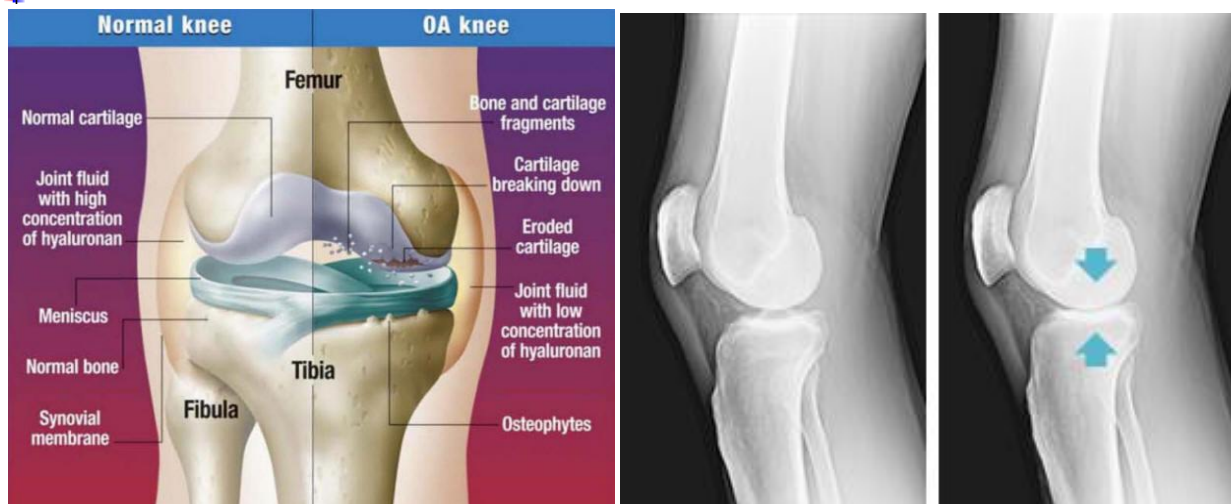 Normal knee
OA knee
Femur
Normal cartilage
Joint fluid
with high
concentration
of hyaluronan
Meniscus
Normal bone
Synovial
membrane
Fibula
Tibia
Bone and cartilage
fragments
Cartilage
breaking down
Eroded
cartilage
Joint fluid
with low
concentration
of hyaluronan
Osteophytes